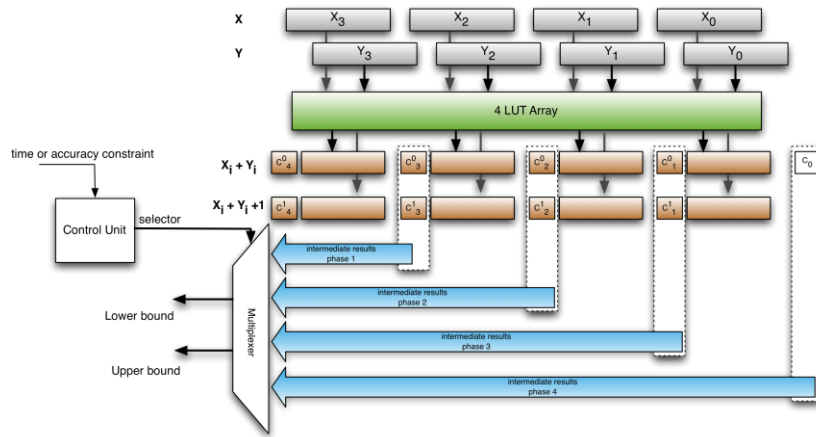 X X3 X2 X1 X0
Y Y3 Y2 Y1 Y0
4 LUT Array
time or accuracy constraint
Xi + Yi C⁰4 C⁰3 C⁰2 C⁰1 C0
Xi + Yi +1 C¹4 C¹3 C¹2 C¹1
Control Unit
selector
intermediate results
phase 1
intermediate results
phase 2
Lower bound
Multiplexer
intermediate results
phase 3
Upper bound
intermediate results
phase 4